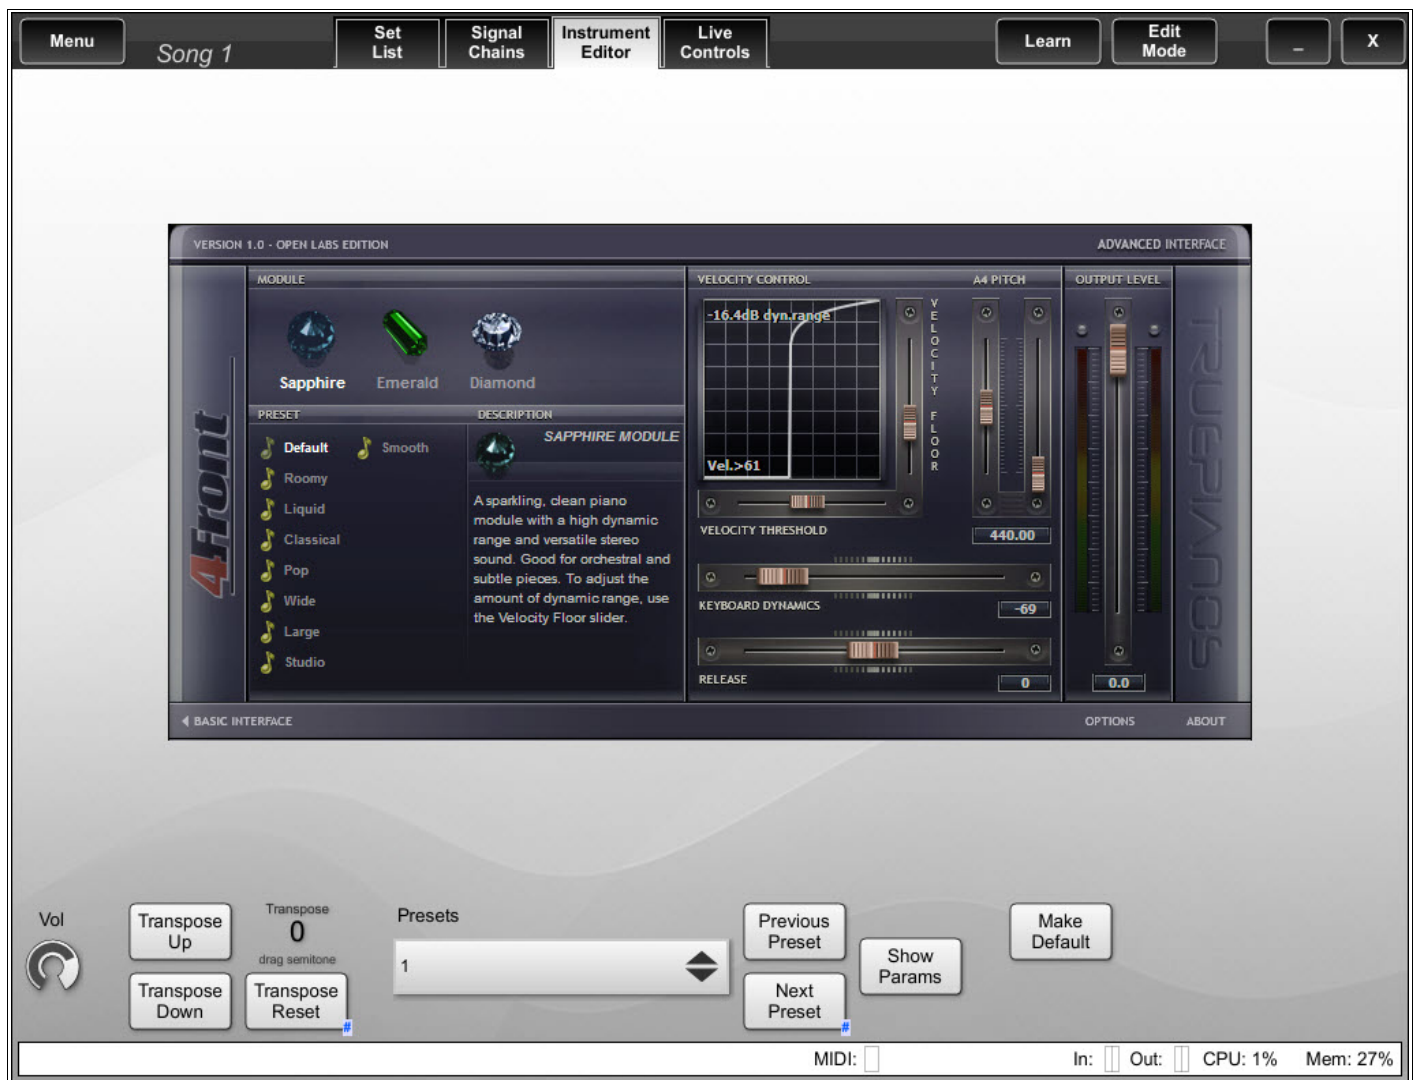 Menu
Song 1
Set
List
Signal
Chains
Instrument
Editor
Live
Controls
Learn
Edit
Mode
_
X
VERSION 1.0 - OPEN LABS EDITION
ADVANCED INTERFACE
MODULE
Sapphire
Emerald
Diamond
PRESET
Default
Smooth
Roomy
Liquid
Classical
Pop
Wide
Large
Studio
DESCRIPTION
SAPPHIRE MODULE
A sparkling, clean piano
module with a high dynamic
range and versatile stereo
sound. Good for orchestral and
subtle pieces. To adjust the
amount of dynamic range, use
the Velocity Floor slider.
VELOCITY CONTROL
-16.4dB dyn.range
Vel.>61
VELOCITY FLOOR
VELOCITY THRESHOLD
A4 PITCH
440.00
KEYBOARD DYNAMICS
-69
RELEASE
0
OUTPUT LEVEL
0.0
4Front
TRUEPIANOS
BASIC INTERFACE
OPTIONS
ABOUT
Vol
Transpose
Up
Transpose
Down
Transpose
0
drag semitone
Transpose
Reset
#
Presets
1
Previous
Preset
Next
Preset
#
Show
Params
Make
Default
MIDI:
In:
Out:
CPU: 1%
Mem: 27%